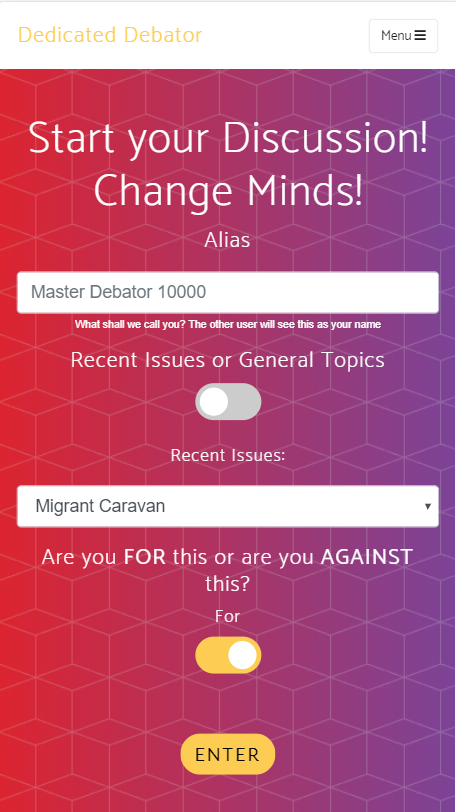 Dedicated Debator
Menu
Start your Discussion!
Change Minds!
Alias
Master Debator 10000
What shall we call you? The other user will see this as your name
Recent Issues or General Topics
Recent Issues:
Migrant Caravan
Are you FOR this or are you AGAINST
this?
For
ENTER